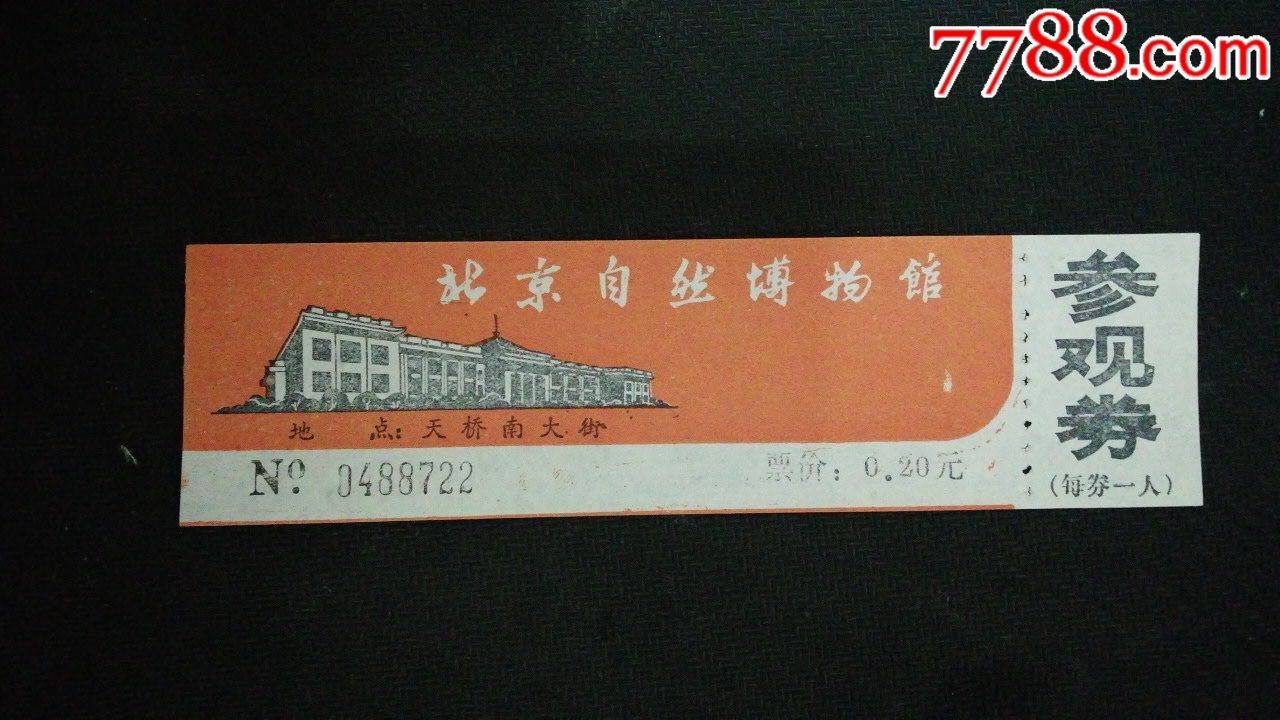 7788.com
北京自然博物館
地 点：天桥南大街
№ 0488722
票价：0.20元
参观券
(每券一人)